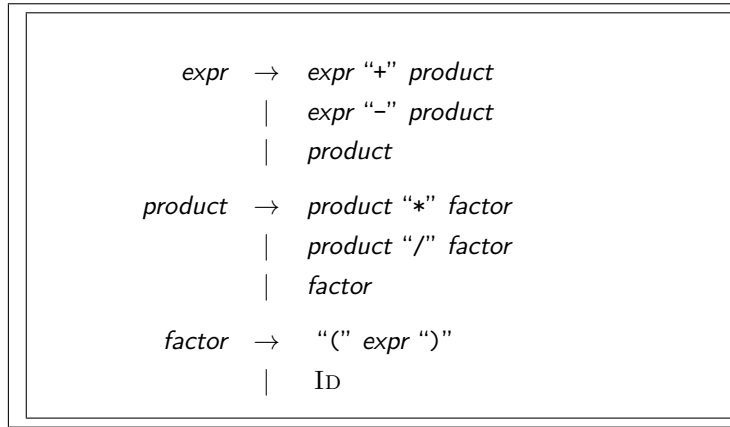 expr → expr “+” product
| expr “-” product
| product
product → product “*” factor
| product “/” factor
| factor
factor → “(” expr “)”
| ID